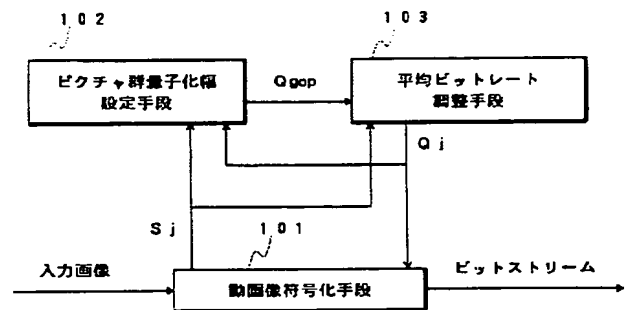 102
103
ピクチャ群量子化幅
設定手段
Qgop
平均ビットレート
調整手段
Qj
Sj
101
入力画像
動画像符号化手段
ビットストリーム